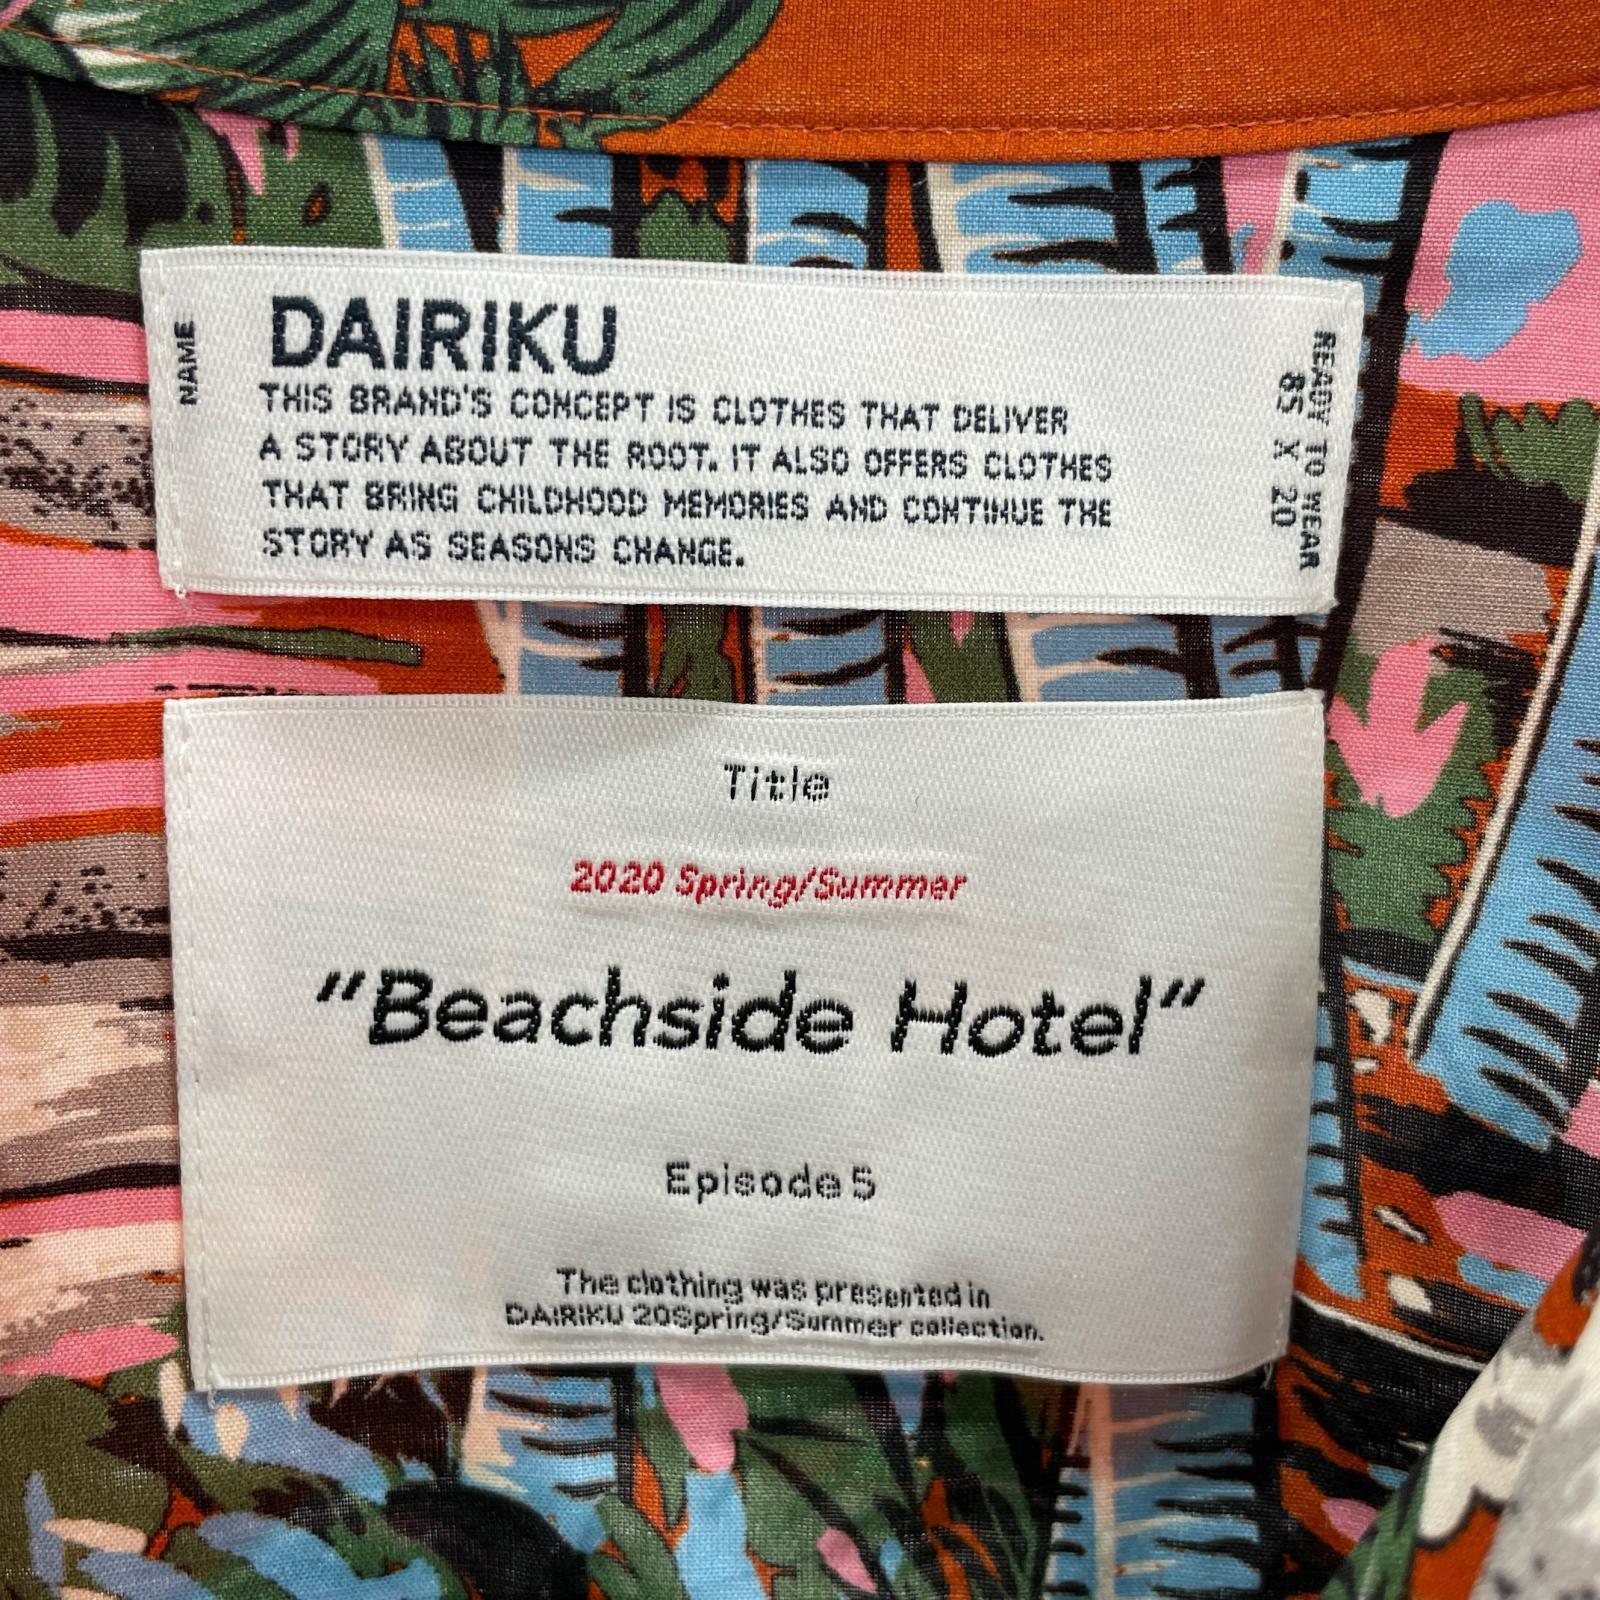 NAME
DAIRIKU
THIS BRAND'S CONCEPT IS CLOTHES THAT DELIVER
A STORY ABOUT THE ROOT. IT ALSO OFFERS CLOTHES
THAT BRING CHILDHOOD MEMORIES AND CONTINUE THE
STORY AS SEASONS CHANGE.
READY TO WEAR
85 X 20
Title
2020 Spring/Summer
“Beachside Hotel”
Episode 5
The clothing was presented in
DAIRIKU 20Spring/Summer collection.